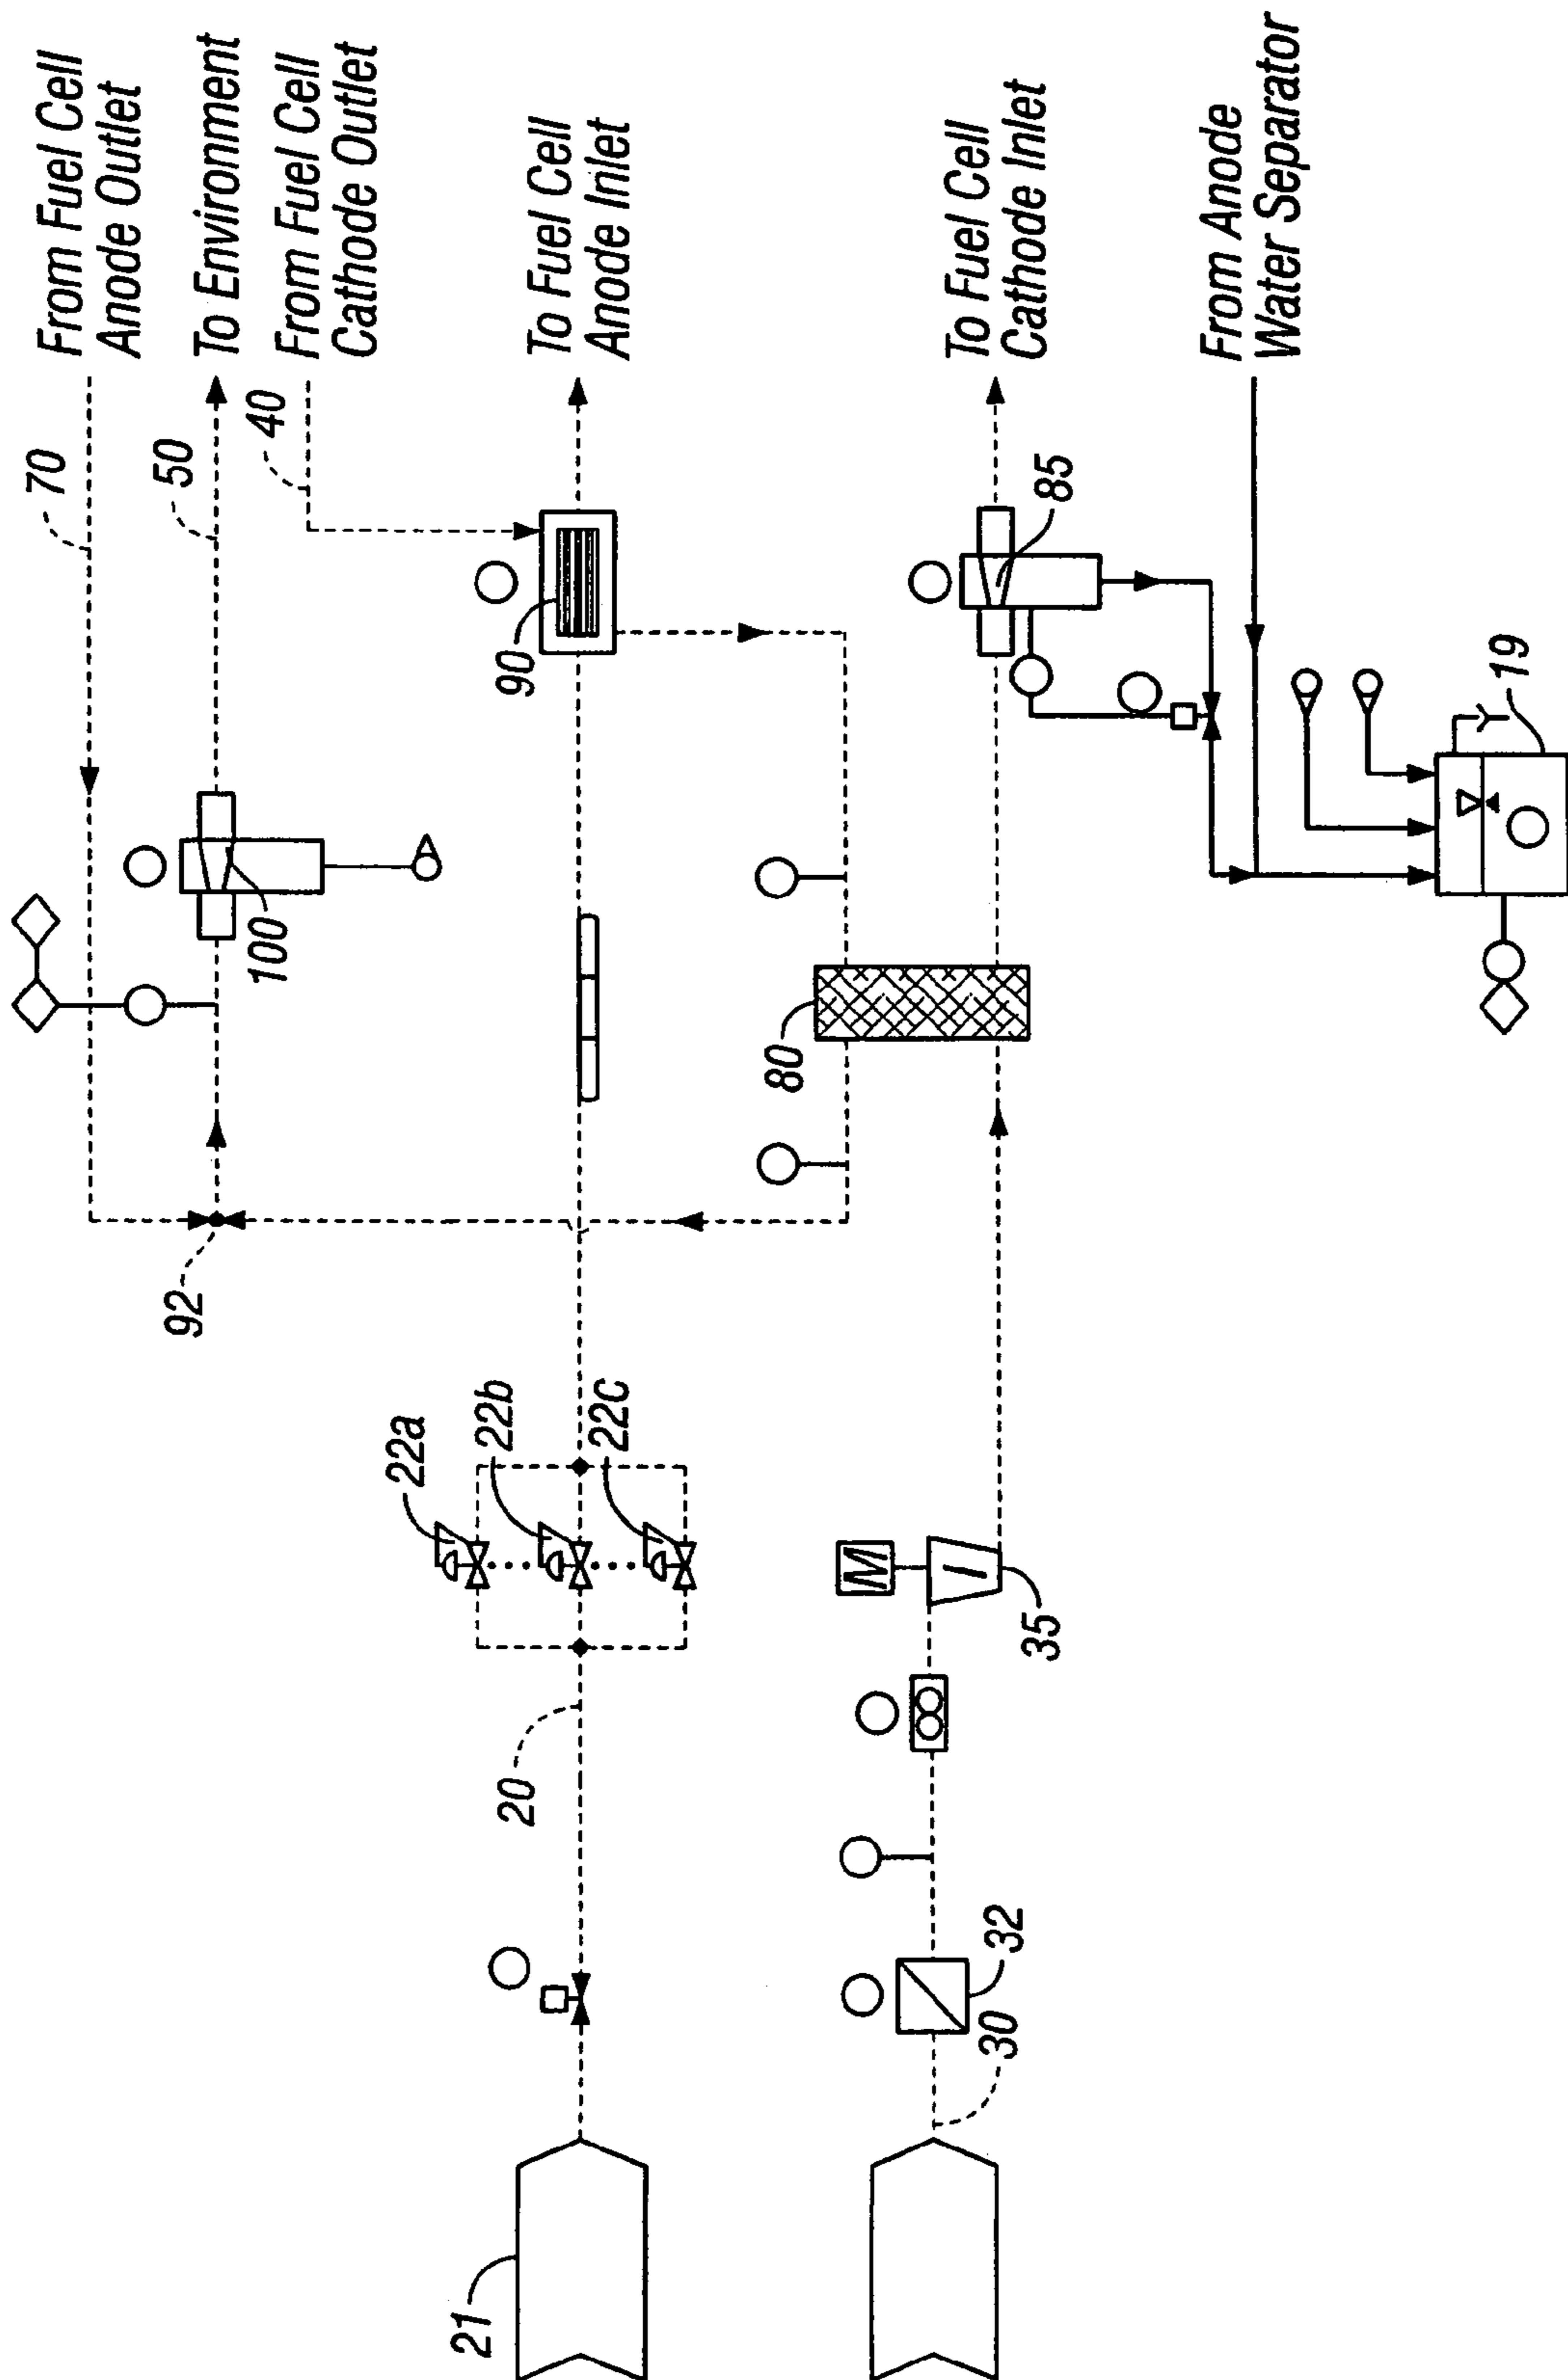 From Fuel Cell
Anode Outlet
To Environment
From Fuel Cell
Cathode Outlet
To Fuel Cell
Anode Inlet
To Fuel Cell
Cathode Inlet
From Anode
Water Separator
70
50
40
90
85
19
100
80
92
22a
22b
22c
20
M
35
32
30
21